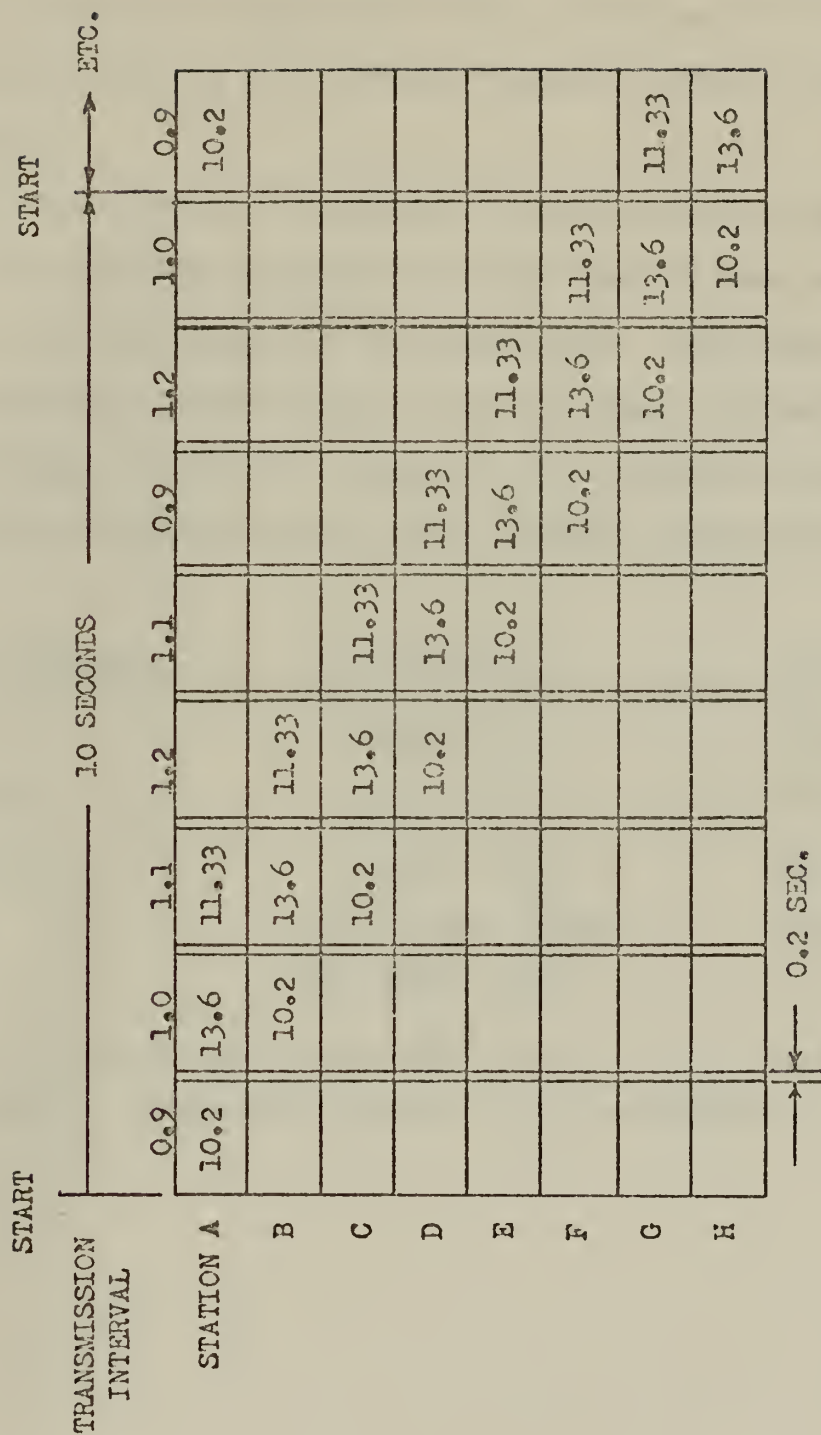 START START
10 SECONDS ETC.
TRANSMISSION
INTERVAL
0.9 1.0 1.1 1.2 1.1 0.9 1.2 1.0 0.9
STATION A 10.2 13.6 11.33 10.2
B 10.2 13.6 11.33
C 10.2 13.6 11.33
D 10.2 13.6 11.33
E 10.2 13.6 11.33
F 10.2 13.6 11.33
G 10.2 13.6 11.33
H 10.2 13.6
0.2 SEC.